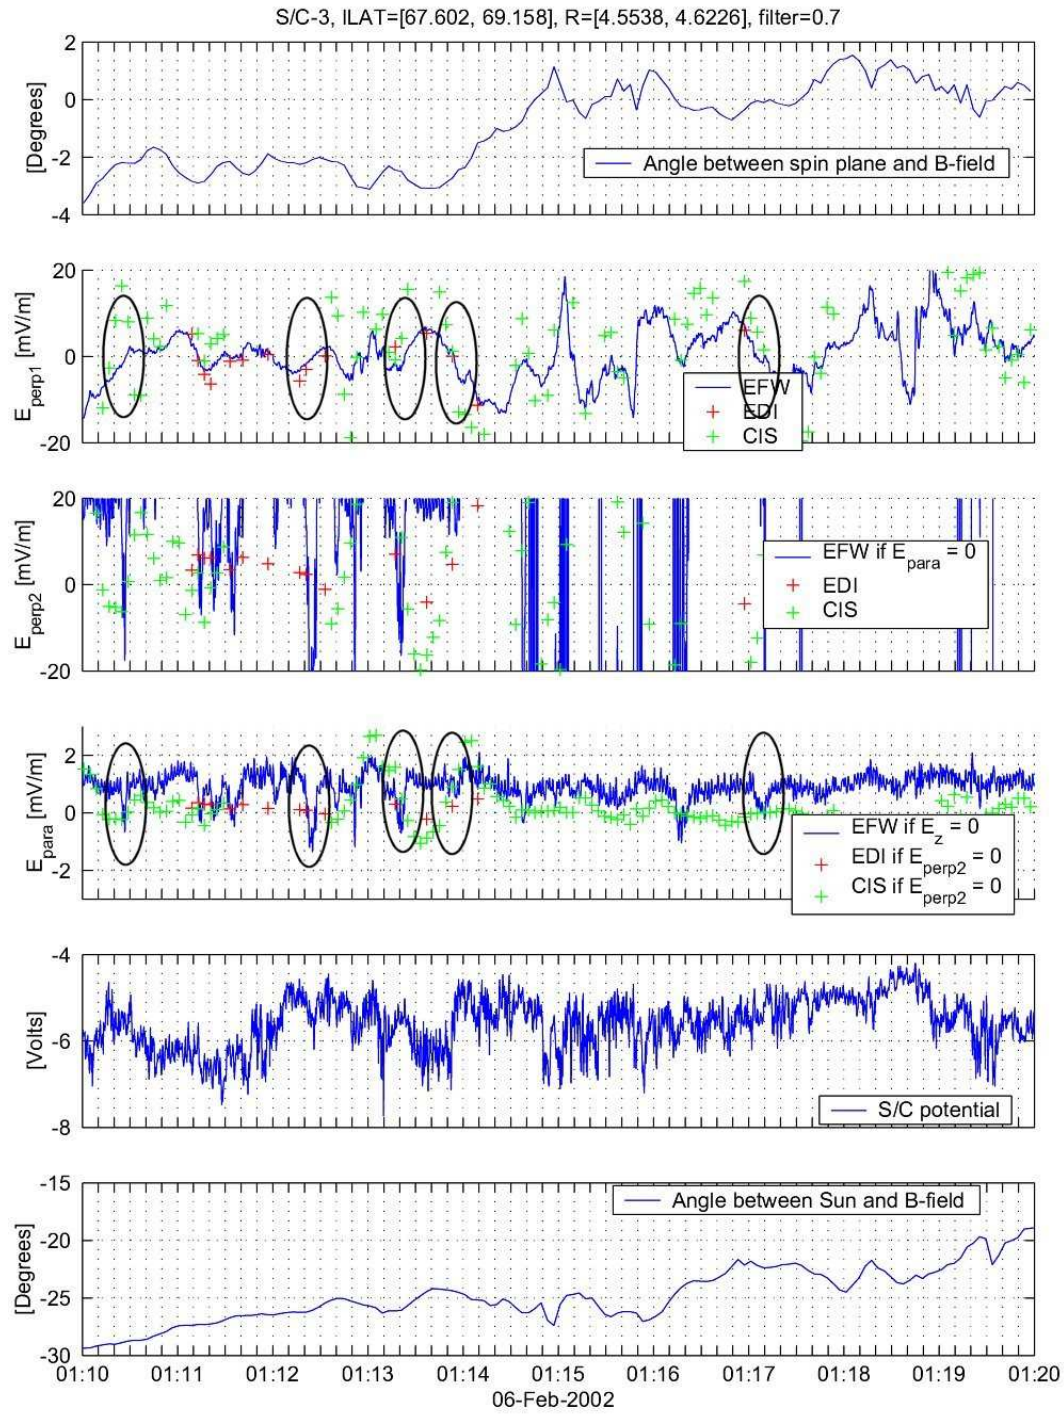 S/C-3, ILAT=[67.602, 69.158], R=[4.5538, 4.6226], filter=0.7
2
0
-2
-4
[Degrees]
Angle between spin plane and B-field
20
0
-20
E_perp1 [mV/m]
EFW
EDI
CIS
20
0
-20
E_perp2 [mV/m]
EFW if E_para = 0
EDI
CIS
2
0
-2
E_para [mV/m]
EFW if E_z = 0
EDI if E_perp2 = 0
CIS if E_perp2 = 0
-4
-6
-8
[Volts]
S/C potential
-15
-20
-25
-30
[Degrees]
Angle between Sun and B-field
01:10 01:11 01:12 01:13 01:14 01:15 01:16 01:17 01:18 01:19 01:20
06-Feb-2002